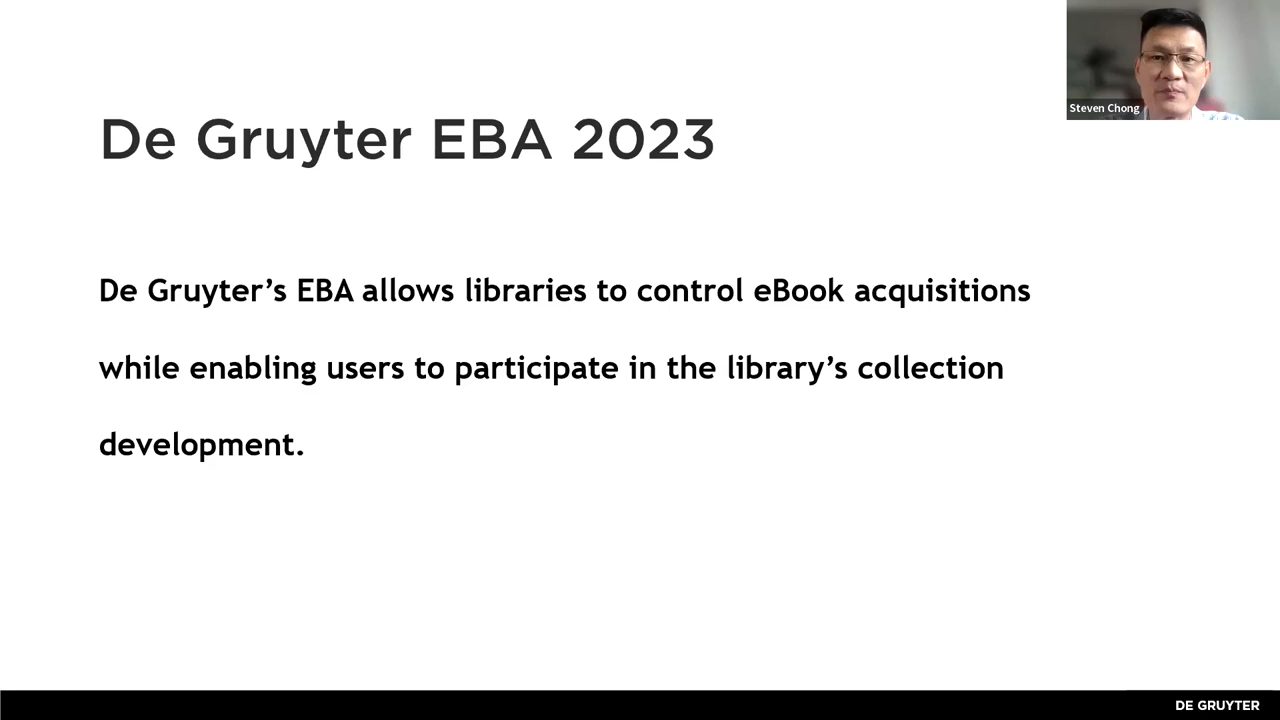 Steven Chong
De Gruyter EBA 2023
De Gruyter’s EBA allows libraries to control eBook acquisitions
while enabling users to participate in the library’s collection
development.
DE GRUYTER